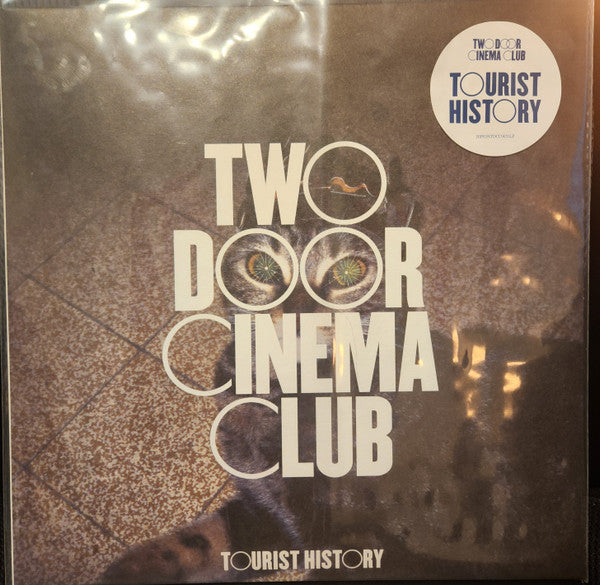 TWO DOOR
CINEMA CLUB
TOURIST
HISTORY
TWO
DOOR
CINEMA
CLUB
TOURIST HISTORY